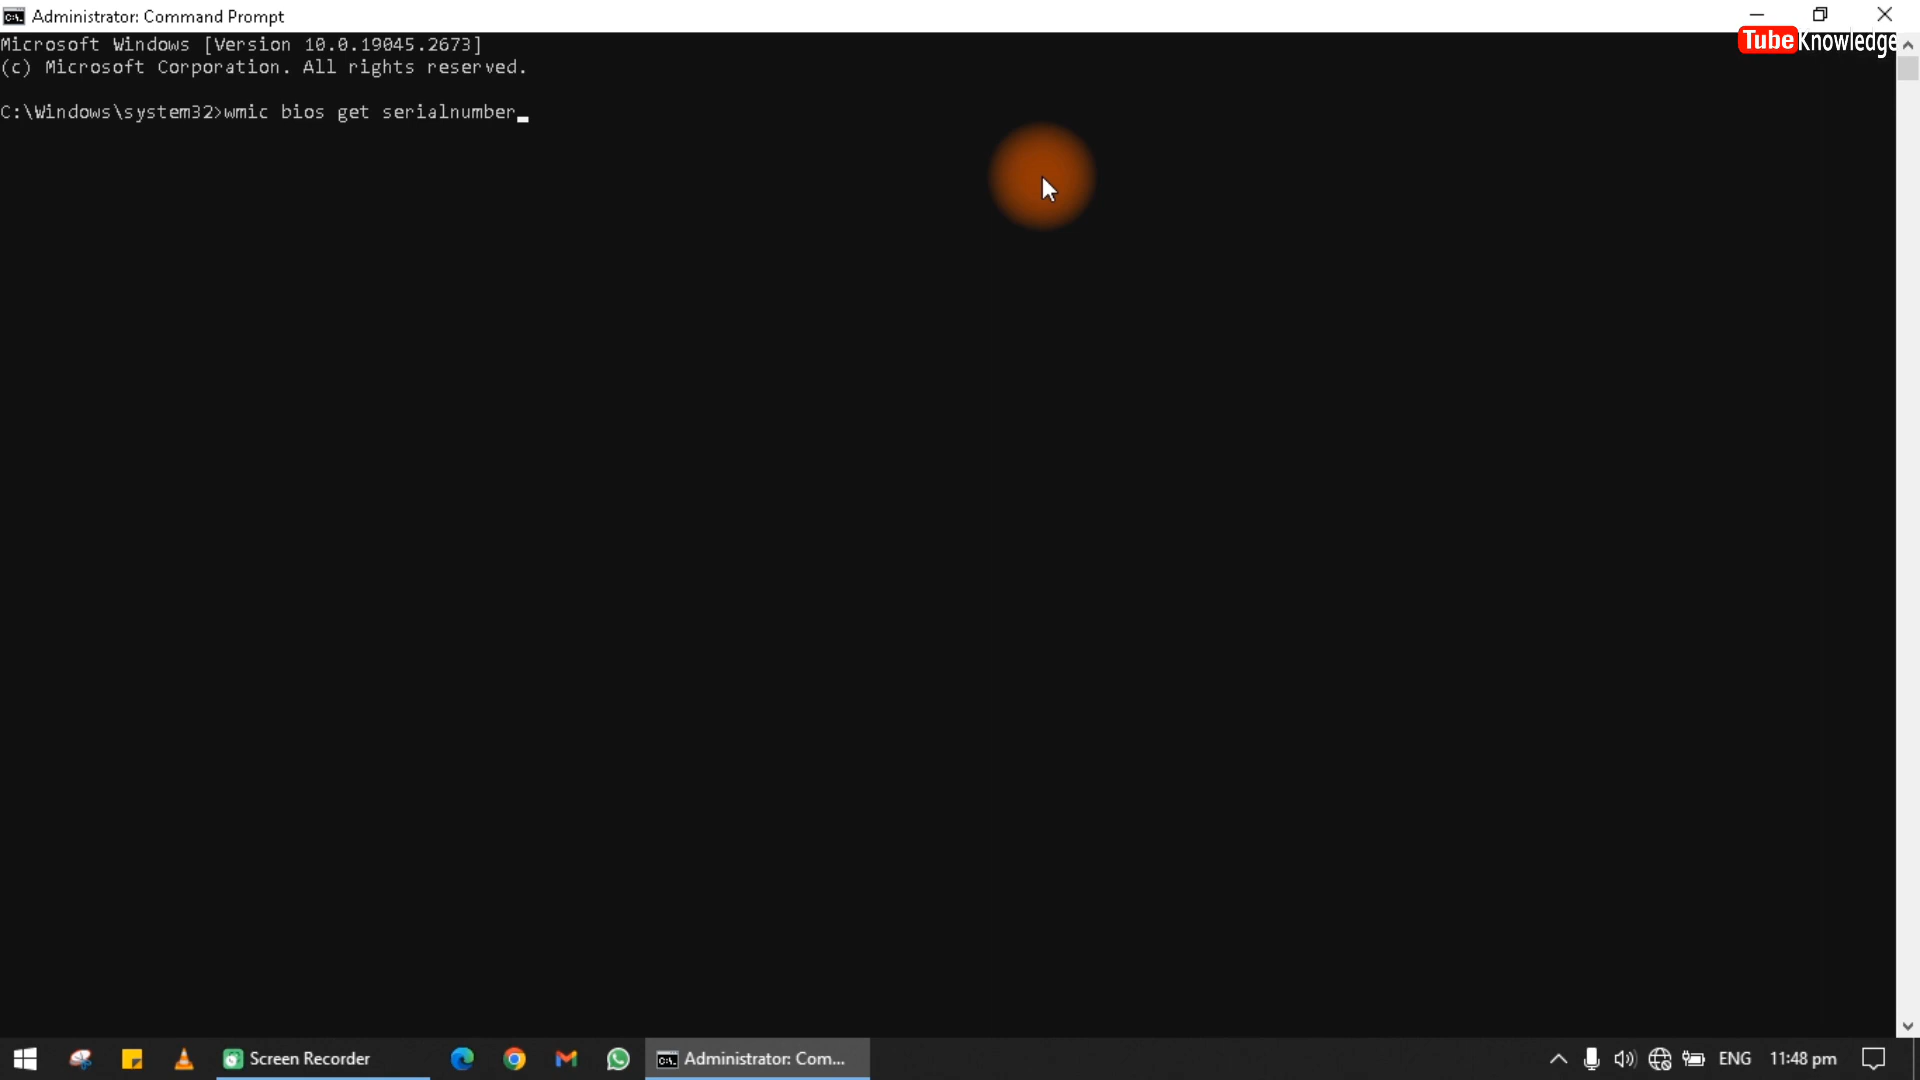 Administrator: Command Prompt
TubeKnowledge
Microsoft Windows [Version 10.0.19045.2673]
(c) Microsoft Corporation. All rights reserved.
C:\Windows\system32>wmic bios get serialnumber
Screen Recorder
Administrator: Com...
ENG
11:48 pm